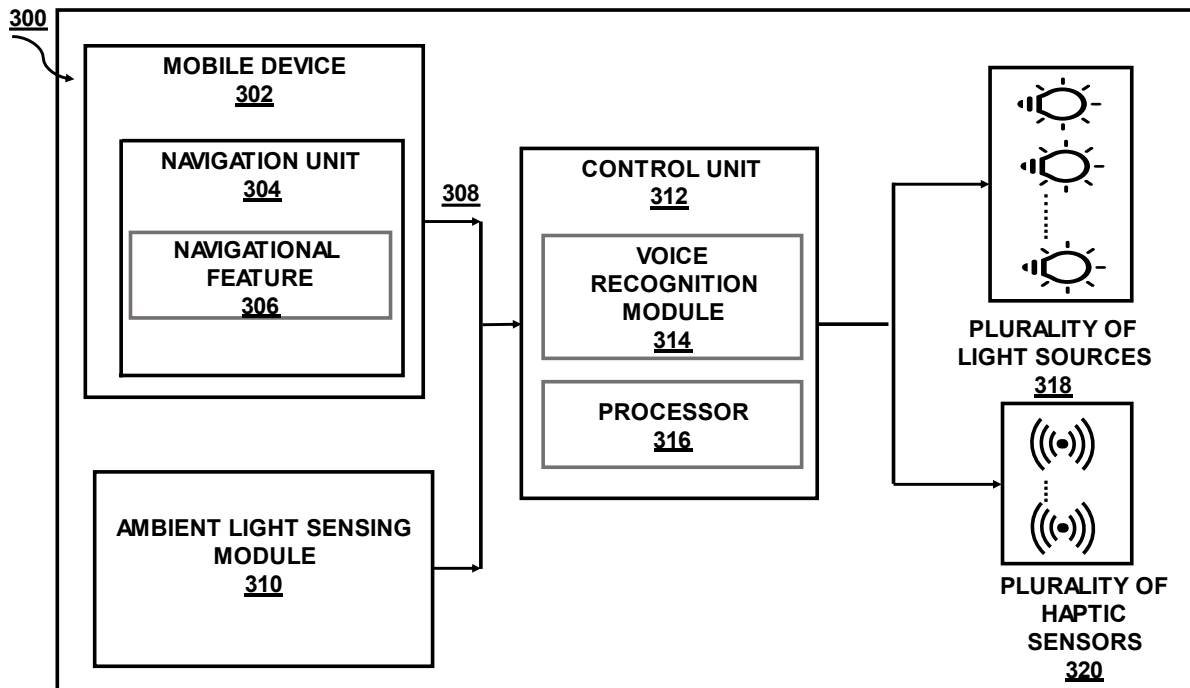 300
MOBILE DEVICE
302
NAVIGATION UNIT
304
NAVIGATIONAL
FEATURE
306
308
AMBIENT LIGHT SENSING
MODULE
310
CONTROL UNIT
312
VOICE
RECOGNITION
MODULE
314
PROCESSOR
316
PLURALITY OF
LIGHT SOURCES
318
PLURALITY OF
HAPTIC
SENSORS
320